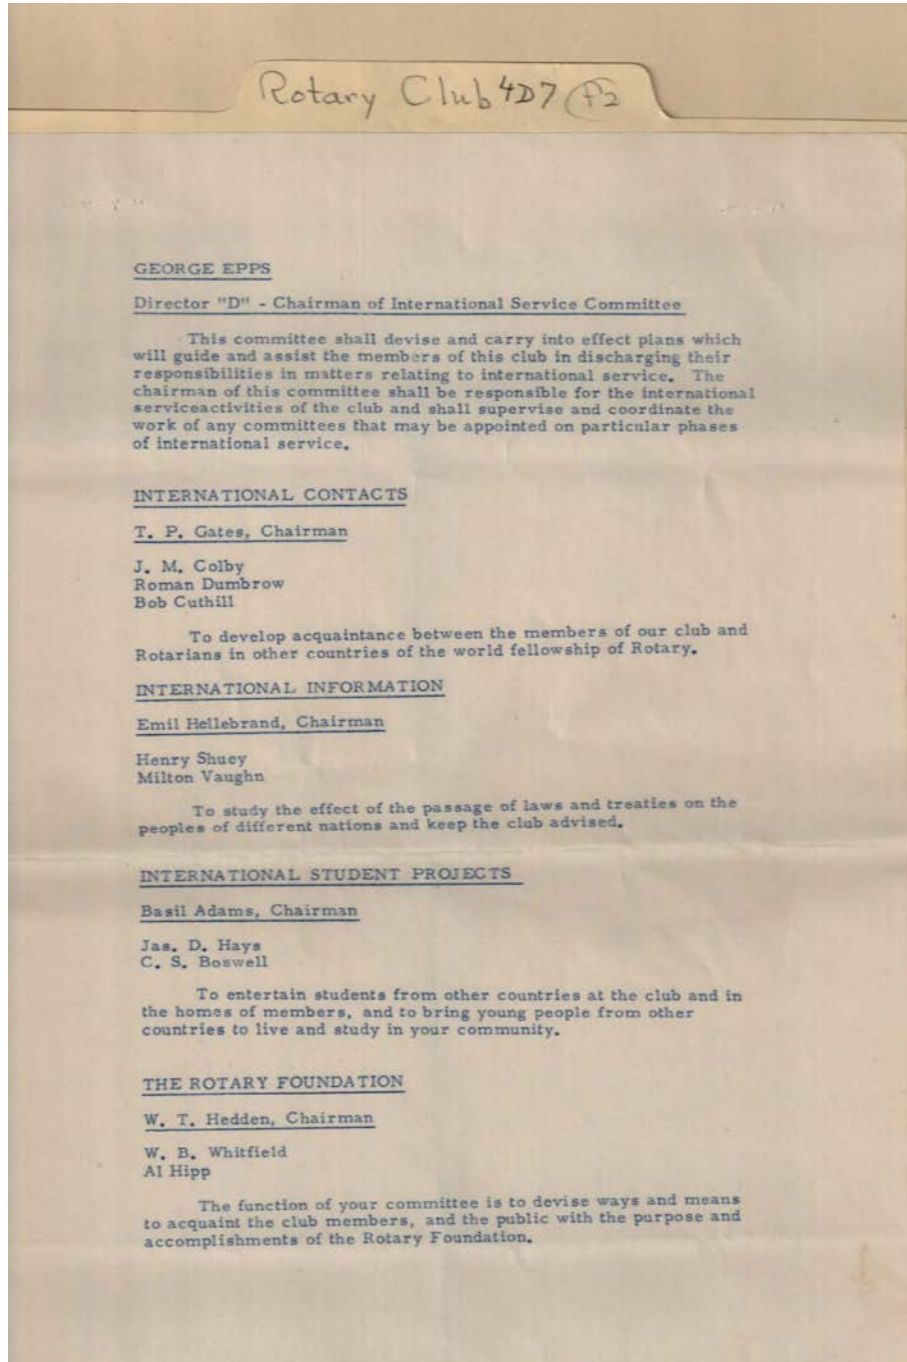 Rotary Club 4D7 F2
GEORGE EPPS
Director "D" - Chairman of International Service Committee
This committee shall devise and carry into effect plans which
will guide and assist the members of this club in discharging their
responsibilities in matters relating to international service. The
chairman of this committee shall be responsible for the international
serviceactivities of the club and shall supervise and coordinate the
work of any committees that may be appointed on particular phases
of international service.
INTERNATIONAL CONTACTS
T. P. Gates, Chairman
J. M. Colby
Roman Dumbrow
Bob Cuthill
To develop acquaintance between the members of our club and
Rotarians in other countries of the world fellowship of Rotary.
INTERNATIONAL INFORMATION
Emil Hellebrand, Chairman
Henry Shuey
Milton Vaughn
To study the effect of the passage of laws and treaties on the
peoples of different nations and keep the club advised.
INTERNATIONAL STUDENT PROJECTS
Basil Adams, Chairman
Jas. D. Hays
C. S. Boswell
To entertain students from other countries at the club and in
the homes of members, and to bring young people from other
countries to live and study in your community.
THE ROTARY FOUNDATION
W. T. Hedden, Chairman
W. B. Whitfield
Al Hipp
The function of your committee is to devise ways and means
to acquaint the club members, and the public with the purpose and
accomplishments of the Rotary Foundation.